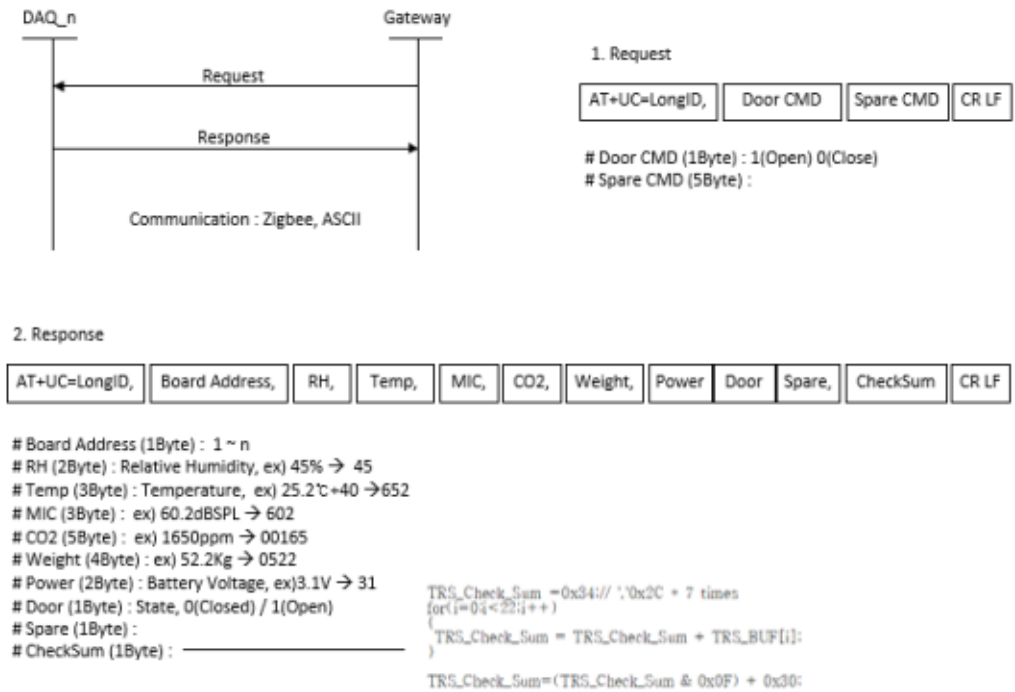 DAQ_n
Gateway
Request
Response
Communication : Zigbee, ASCII
1. Request
AT+UC=LongID, Door CMD Spare CMD CR LF
# Door CMD (1Byte) : 1(Open) 0(Close)
# Spare CMD (5Byte) :
2. Response
AT+UC=LongID, Board Address, RH, Temp, MIC, CO2, Weight, Power Door Spare, CheckSum CR LF
# Board Address (1Byte) : 1 ~ n
# RH (2Byte) : Relative Humidity, ex) 45% → 45
# Temp (3Byte) : Temperature, ex) 25.2℃+40 →652
# MIC (3Byte) : ex) 60.2dBSPL → 602
# CO2 (5Byte) : ex) 1650ppm → 00165
# Weight (4Byte) : ex) 52.2Kg → 0522
# Power (2Byte) : Battery Voltage, ex)3.1V → 31
# Door (1Byte) : State, 0(Closed) / 1(Open)
# Spare (1Byte) :
# CheckSum (1Byte) :
TRS_Check_Sum =0x34;// ','0x2C * 7 times
for(i=0;i<22;i++)
{
TRS_Check_Sum = TRS_Check_Sum + TRS_BUF[i];
}
TRS_Check_Sum=(TRS_Check_Sum & 0x0F) + 0x30;